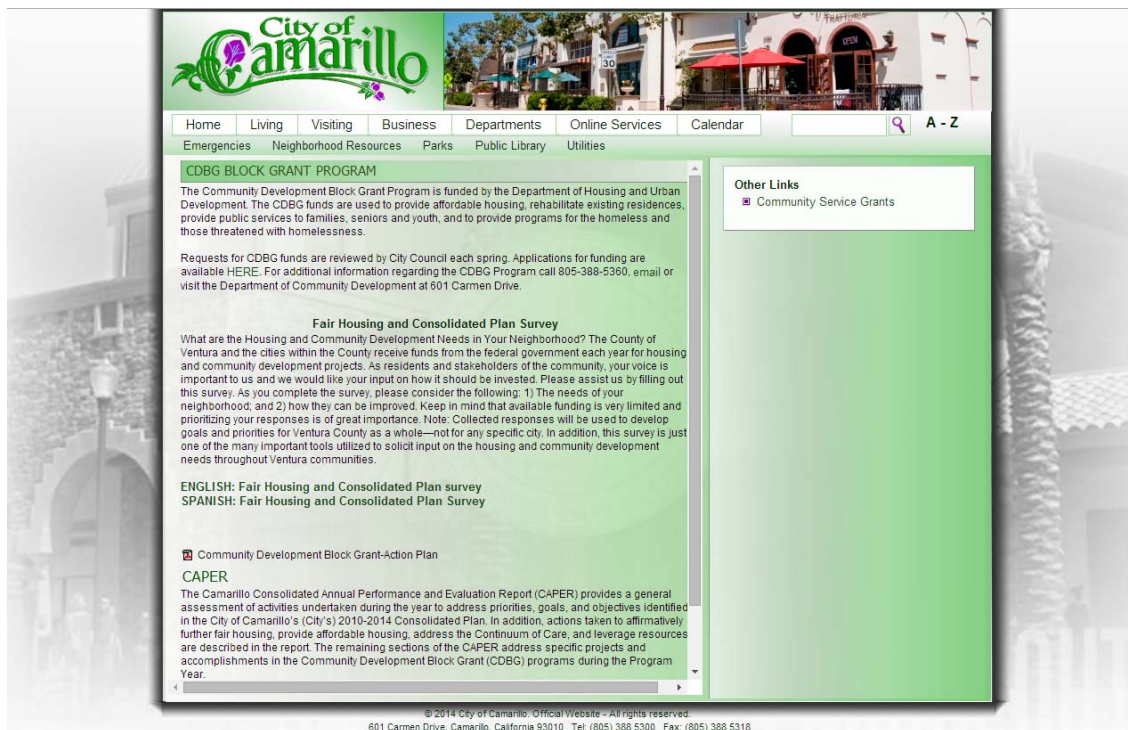 City of
Camarillo
TRATTORIA
OPEN
30
Home Living Visiting Business Departments Online Services Calendar A - Z
Emergencies Neighborhood Resources Parks Public Library Utilities
CDBG BLOCK GRANT PROGRAM
The Community Development Block Grant Program is funded by the Department of Housing and Urban
Development. The CDBG funds are used to provide affordable housing, rehabilitate existing residences,
provide public services to families, seniors and youth, and to provide programs for the homeless and
those threatened with homelessness.
Requests for CDBG funds are reviewed by City Council each spring. Applications for funding are
available HERE. For additional information regarding the CDBG Program call 805-388-5360, email or
visit the Department of Community Development at 601 Carmen Drive.
Fair Housing and Consolidated Plan Survey
What are the Housing and Community Development Needs in Your Neighborhood? The County of
Ventura and the cities within the County receive funds from the federal government each year for housing
and community development projects. As residents and stakeholders of the community, your voice is
important to us and we would like your input on how it should be invested. Please assist us by filling out
this survey. As you complete the survey, please consider the following: 1) The needs of your
neighborhood; and 2) how they can be improved. Keep in mind that available funding is very limited and
prioritizing your responses is of great importance. Note: Collected responses will be used to develop
goals and priorities for Ventura County as a whole—not for any specific city. In addition, this survey is just
one of the many important tools utilized to solicit input on the housing and community development
needs throughout Ventura communities.
ENGLISH: Fair Housing and Consolidated Plan survey
SPANISH: Fair Housing and Consolidated Plan Survey
Community Development Block Grant-Action Plan
CAPER
The Camarillo Consolidated Annual Performance and Evaluation Report (CAPER) provides a general
assessment of activities undertaken during the year to address priorities, goals, and objectives identified
in the City of Camarillo's (City's) 2010-2014 Consolidated Plan. In addition, actions taken to affirmatively
further fair housing, provide affordable housing, address the Continuum of Care, and leverage resources
are described in the report. The remaining sections of the CAPER address specific projects and
accomplishments in the Community Development Block Grant (CDBG) programs during the Program
Year.
Other Links
Community Service Grants
© 2014 City of Camarillo. Official Website - All rights reserved.
601 Carmen Drive, Camarillo, California 93010 Tel: (805) 388.5300 Fax: (805) 388.5318